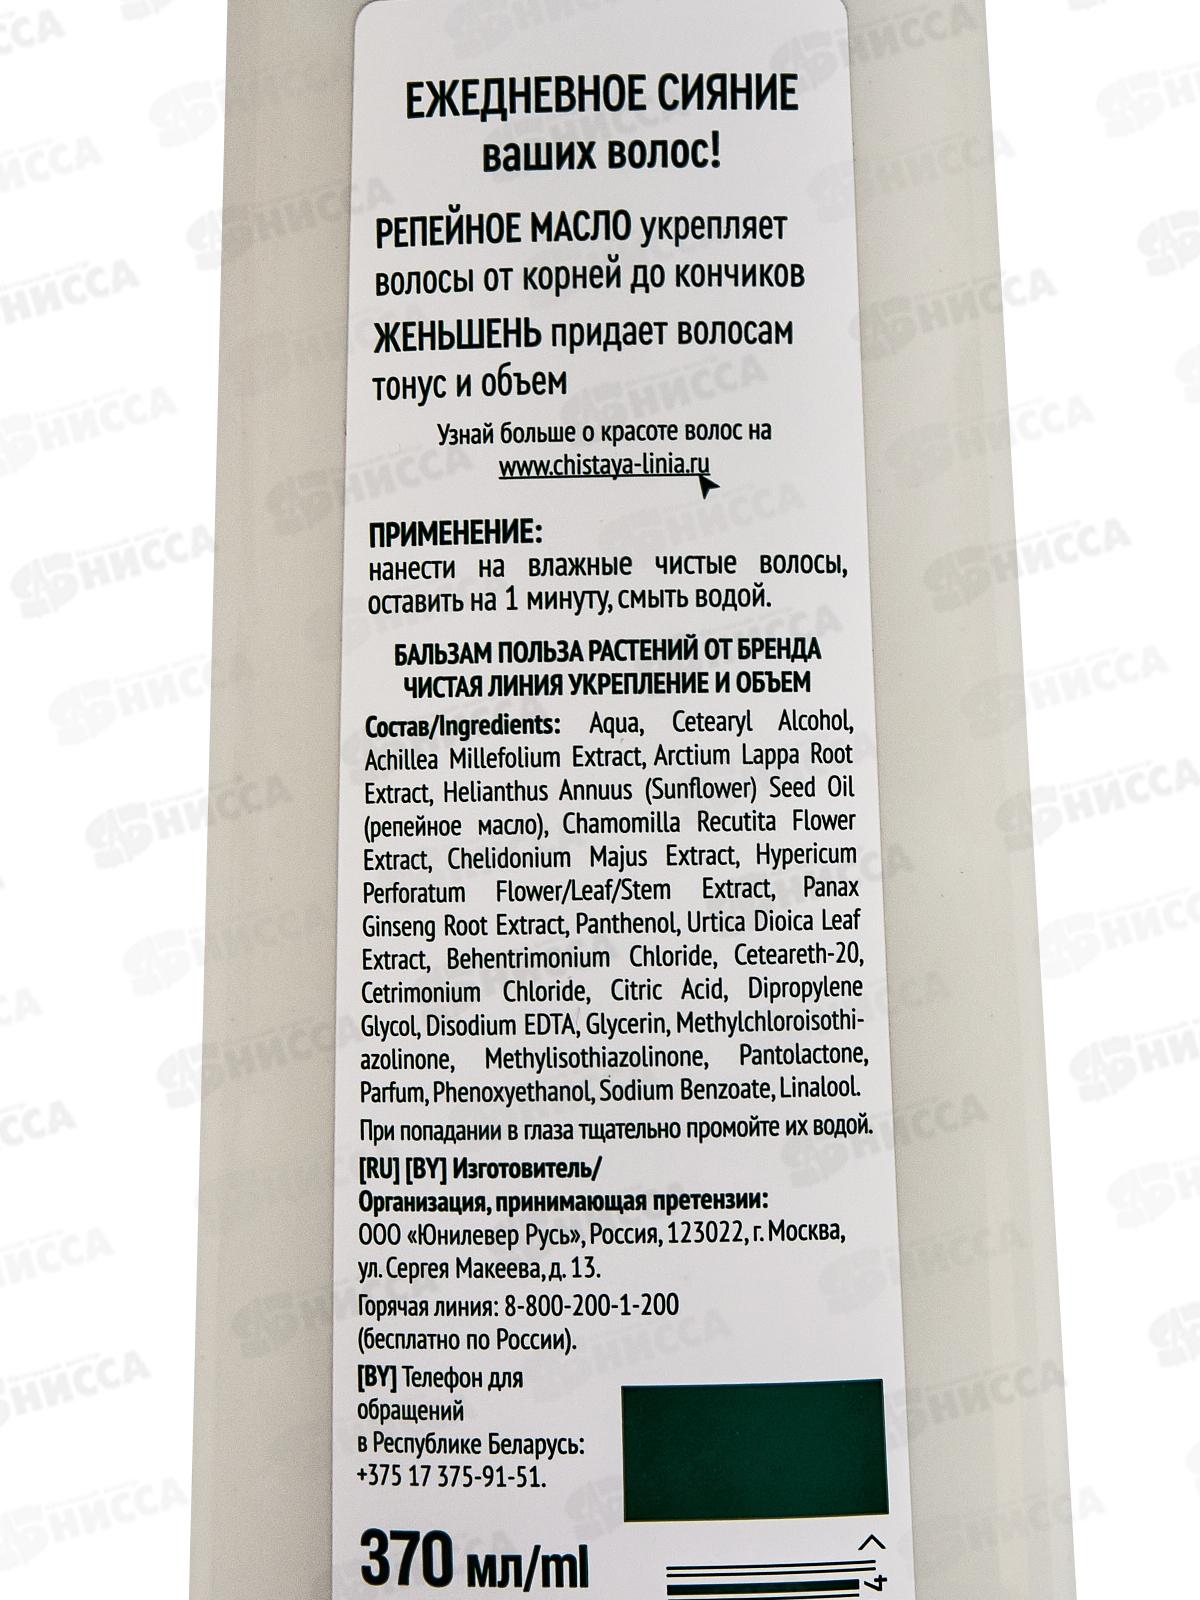 ЕЖЕДНЕВНОЕ СИЯНИЕ
ваших волос!
РЕПЕЙНОЕ МАСЛО укрепляет
волосы от корней до кончиков
ЖЕНЬШЕНЬ придает волосам
тонус и объем
Узнай больше о красоте волос на
www.chistaya-linia.ru
ПРИМЕНЕНИЕ:
нанести на влажные чистые волосы,
оставить на 1 минуту, смыть водой.
БАЛЬЗАМ ПОЛЬЗА РАСТЕНИЙ ОТ БРЕНДА
ЧИСТАЯ ЛИНИЯ УКРЕПЛЕНИЕ И ОБЪЕМ
Состав/Ingredients: Aqua, Cetearyl Alcohol,
Achillea Millefolium Extract, Arctium Lappa Root
Extract, Helianthus Annuus (Sunflower) Seed Oil
(репейное масло), Chamomilla Recutita Flower
Extract, Chelidonium Majus Extract, Hypericum
Perforatum Flower/Leaf/Stem Extract, Panax
Ginseng Root Extract, Panthenol, Urtica Dioica Leaf
Extract, Behentrimonium Chloride, Ceteareth-20,
Cetrimonium Chloride, Citric Acid, Dipropylene
Glycol, Disodium EDTA, Glycerin, Methylchloroisothi-
azolinone, Methylisothiazolinone, Pantolactone,
Parfum, Phenoxyethanol, Sodium Benzoate, Linalool.
При попадании в глаза тщательно промойте их водой.
[RU] [BY] Изготовитель/
Организация, принимающая претензии:
ООО «Юнилевер Русь», Россия, 123022, г. Москва,
ул. Сергея Макеева, д. 13.
Горячая линия: 8-800-200-1-200
(бесплатно по России).
[BY] Телефон для
обращений
в Республике Беларусь:
+375 17 375-91-51.
370 мл/ml
4
НИССА